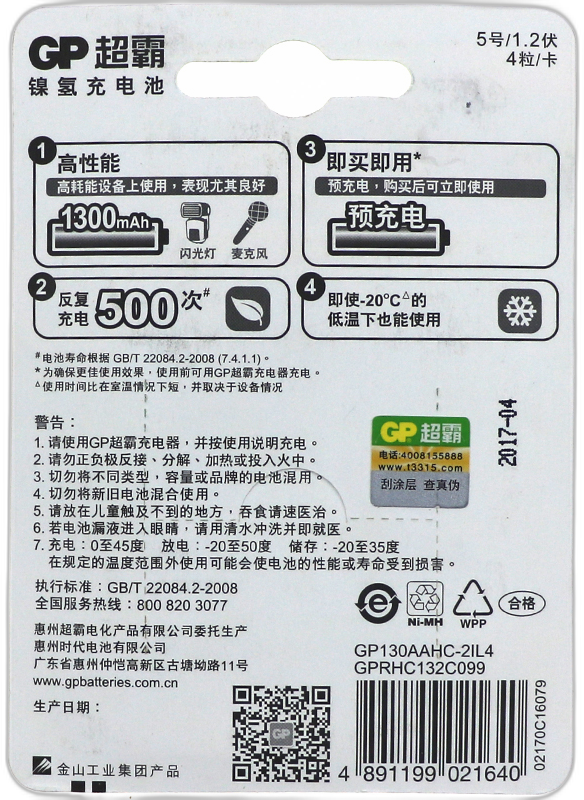 GP 超霸
镍氢充电池
5号/1.2伏
4粒/卡
1 高性能
高耗能设备上使用，表现尤其良好
1300mAh
闪光灯 麦克风
2 反复充电 500次#
3 即买即用*
预充电，购买后可立即使用
预充电
4 即使-20°C△的
低温下也能使用
#电池寿命根据 GB/T 22084.2-2008 (7.4.1.1)。
*为确保更佳使用效果，使用前可用GP超霸充电器充电。
△使用时间比在室温情况下短，并取决于设备情况
警告：
1. 请使用GP超霸充电器，并按使用说明充电。
2. 请勿正负极反接、分解、加热或投入火中。
3. 切勿将不同类型，容量或品牌的电池混用。
4. 切勿将新旧电池混合使用。
5. 请放在儿童触及不到的地方，吞食请速医治。
6. 若电池漏液进入眼睛，请用清水冲洗并即就医。
7. 充电：0至45度 放电：-20至50度 储存：-20至35度
在规定的温度范围外使用可能会使电池的性能或寿命受到损害。
GP 超霸
电话:4008155888
www.t3315.com
刮涂层 查真伪
2017-04
执行标准：GB/T 22084.2-2008
全国服务热线：800 820 3077
惠州超霸电化产品有限公司委托生产
惠州时代电池有限公司
广东省惠州仲恺高新区古塘坳路11号
www.gpbatteries.com.cn
生产日期：
金山工业集团产品
GP
Ni-MH
WPP
合格
GP130AAHC-2IL4
GPRHC132C099
4 891199 021640
02170C16079